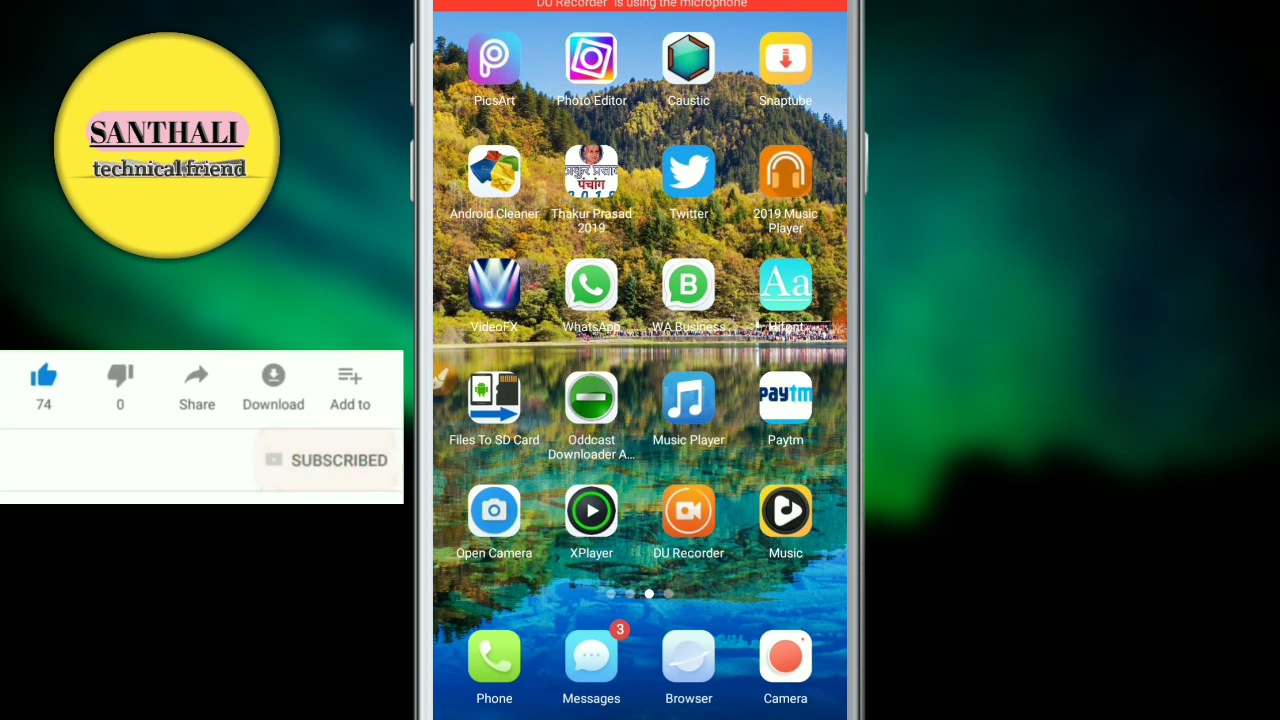 DU Recorder is using the microphone
SANTHALI
technical friend
PicsArt
Photo Editor
Caustic
Snaptube
पंचांग
2019
Android Cleaner
Thakur Prasad
2019
Twitter
2019 Music
Player
VideoFX
B
WhatsApp
WA Business
Aa
Hifont
74
0
Share
Download
Add to
SUBSCRIBED
Files To SD Card
Oddcast
Downloader A...
Music Player
paytm
Paytm
Open Camera
XPlayer
DU Recorder
Music
3
Phone
Messages
Browser
Camera